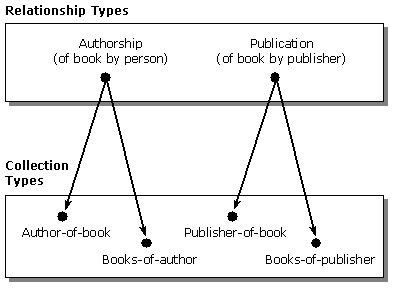 Relationship Types
Authorship
(of book by person)
Publication
(of book by publisher)
Collection
Types
Author-of-book
Books-of-author
Publisher-of-book
Books-of-publisher